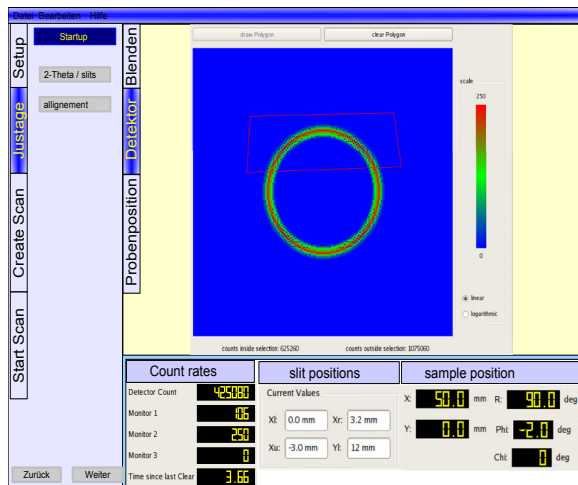 Datei Bearbeiten Hilfe
Setup
Justage
Create Scan
Start Scan
Startup
2-Theta / slits
allignement
Zurück
Weiter
Blenden
Detektor
Probenposition
draw Polygon
clear Polygon
scale
250
0
linear
logarithmic
counts inside selection: 625260
counts outside selection: 1075060
Count rates
Detector Count 425080
Monitor 1 106
Monitor 2 250
Monitor 3 0
Time since last Clear 3.66
slit positions
Current Values
Xl: 0.0 mm Xr: 3.2 mm
Xu: -3.0 mm Yl: 12 mm
sample position
X: 50.0 mm R: 90.0 deg
Y: 0.0 mm Phi: -2.0 deg
Chi: 0 deg